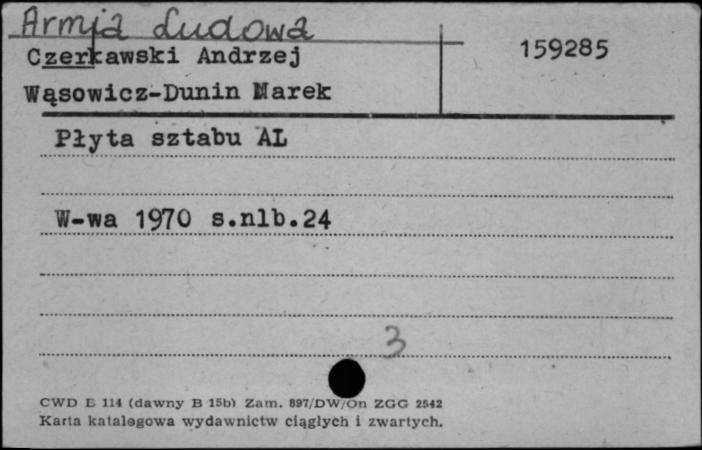 Armia Ludowa
Czerkawski Andrzej
159285
Wąsowicz-Dunin Marek
Płyta sztabu AL
W-wa 1970 s.nlb.24
3
CWD B 114 (dawny B 15b) Zam. 897/DW/On ZGG 2542
Karta katalogowa wydawnictw ciągłych i zwartych.